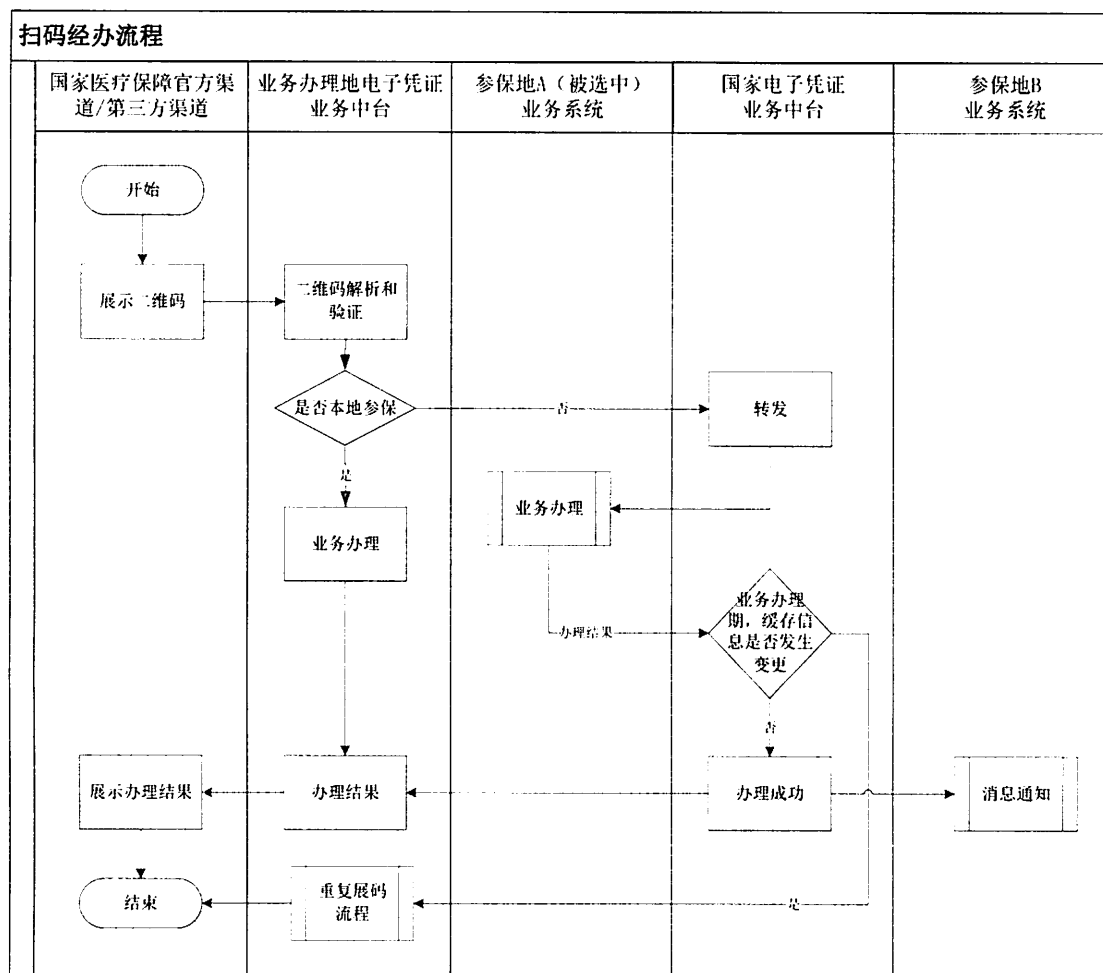 扫码经办流程
国家医疗保障官方渠
道/第三方渠道
业务办理地电子凭证
业务中台
参保地A（被选中）
业务系统
国家电子凭证
业务中台
参保地B
业务系统
开始
展示二维码
二维码解析和
验证
是否本地参保
否
转发
是
业务办理
业务办理
业务办理
期，缓存信
息是否发生
变更
办理结果
否
展示办理结果
办理结果
办理成功
消息通知
结束
重复展码
流程
是